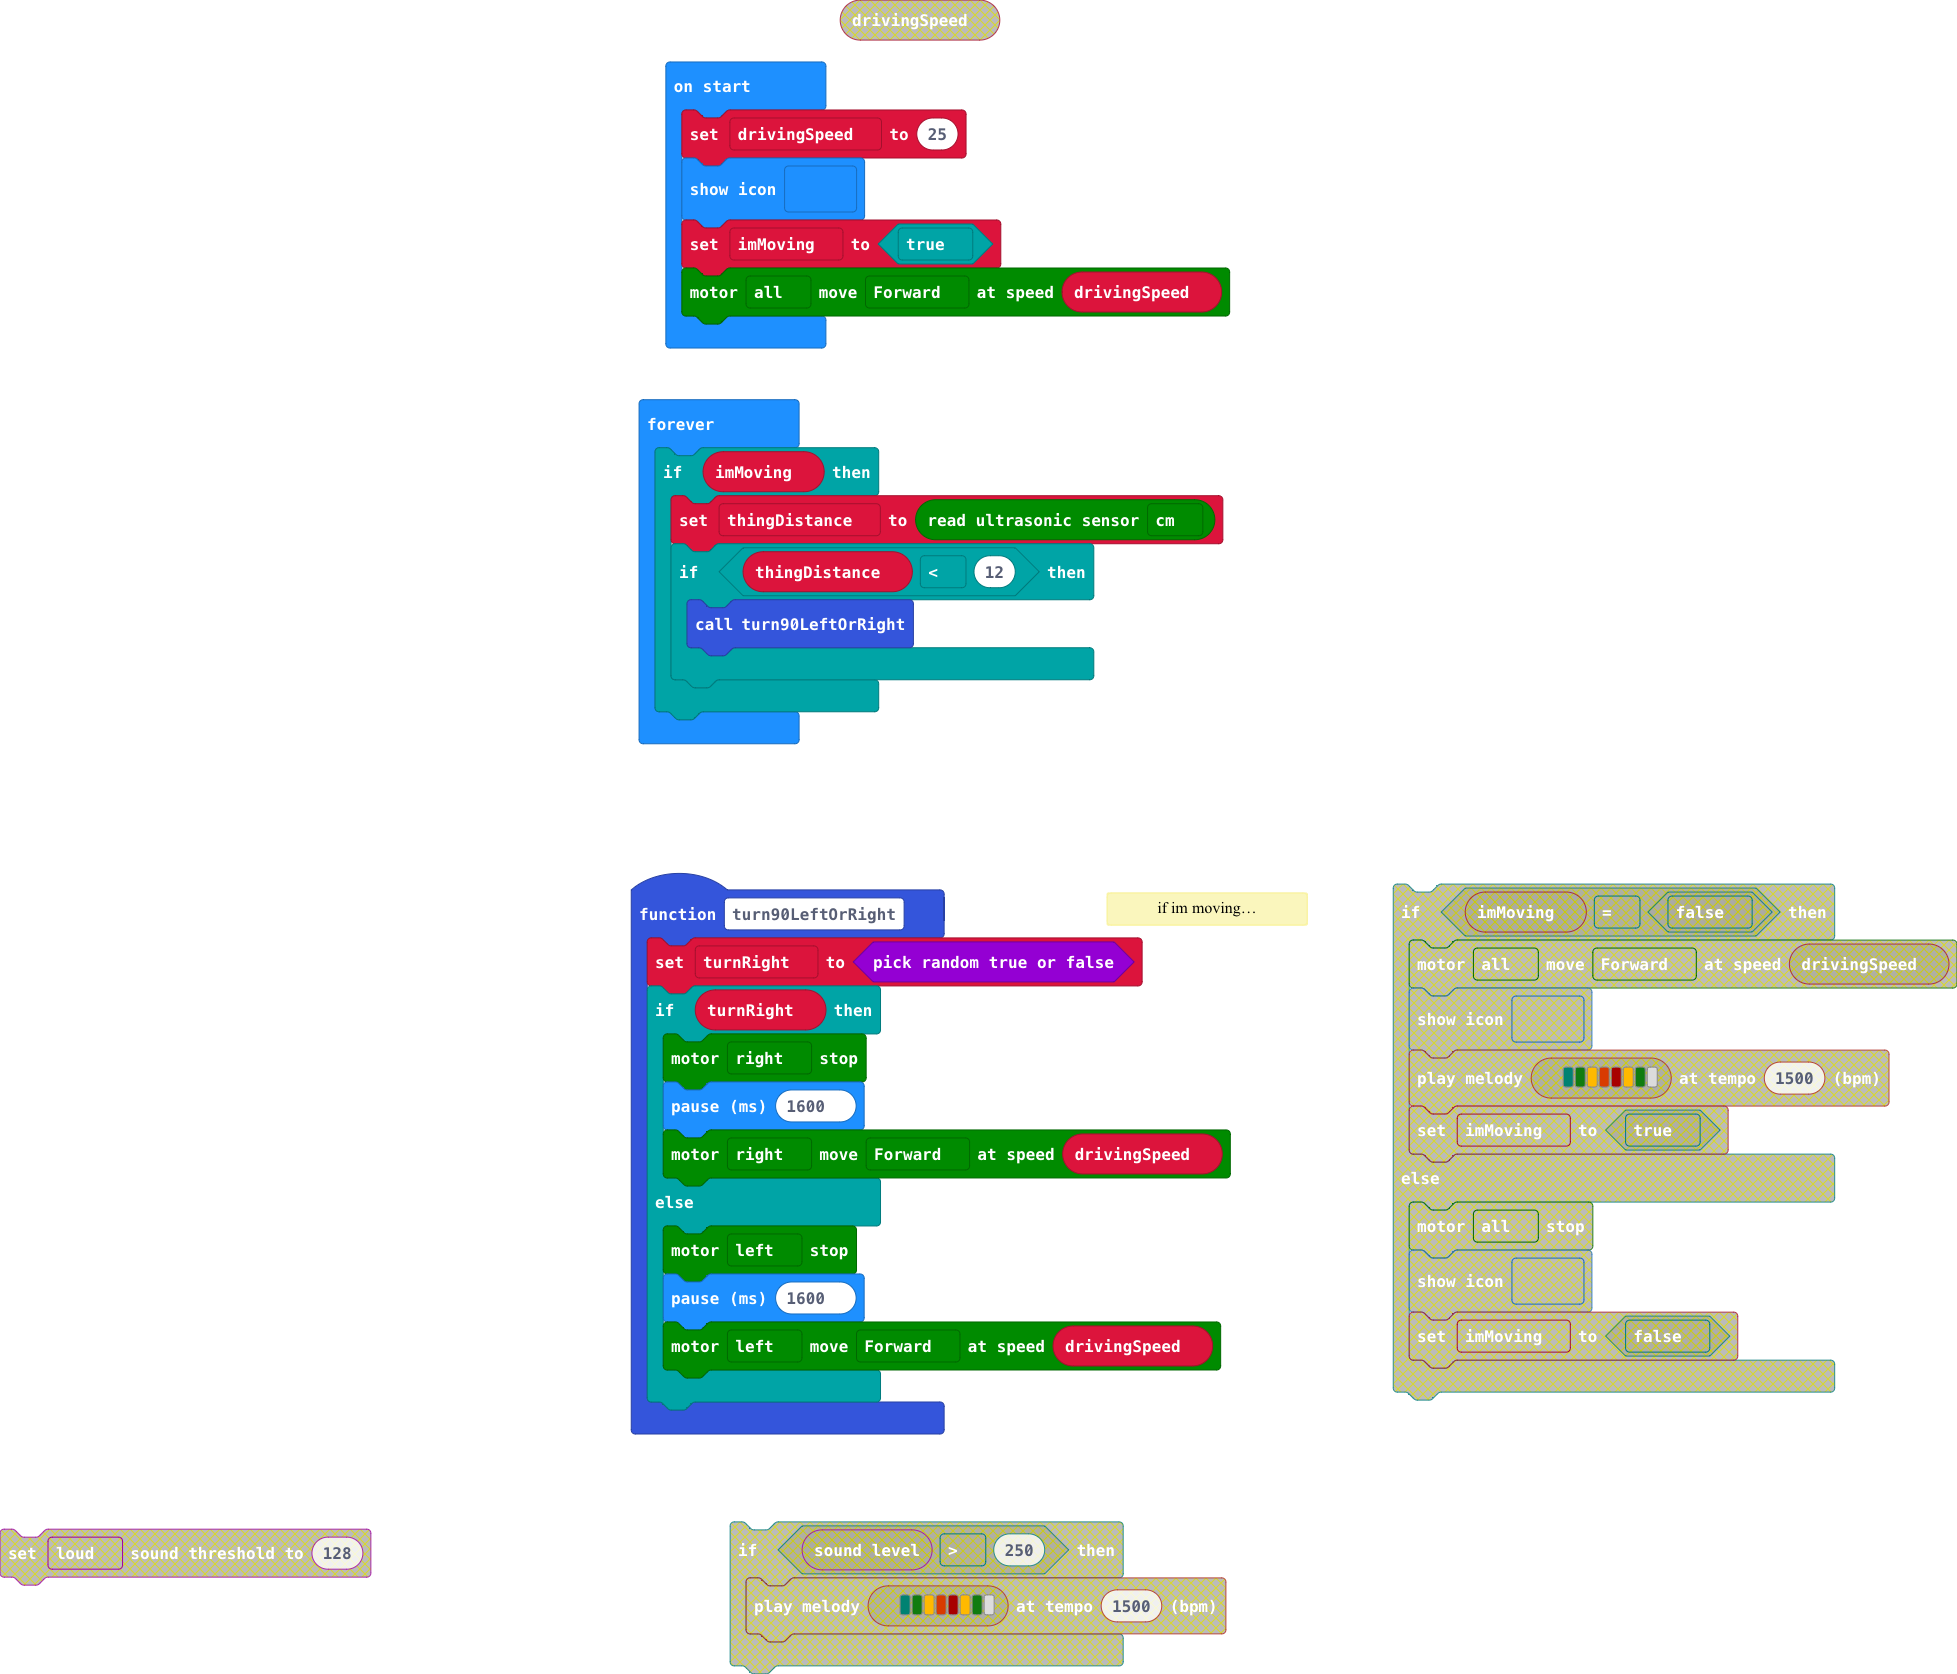 drivingSpeed
on start
set drivingSpeed to 25
show icon
set imMoving to true
motor all move Forward at speed drivingSpeed
forever
if imMoving then
set thingDistance to read ultrasonic sensor cm
if thingDistance < 12 then
call turn90LeftOrRight
function turn90LeftOrRight
set turnRight to pick random true or false
if turnRight then
motor right stop
pause (ms) 1600
motor right move Forward at speed drivingSpeed
else
motor left stop
pause (ms) 1600
motor left move Forward at speed drivingSpeed
if im moving…
if imMoving = false then
motor all move Forward at speed drivingSpeed
show icon
play melody at tempo 1500 (bpm)
set imMoving to true
else
motor all stop
show icon
set imMoving to false
set loud sound threshold to 128
if sound level > 250 then
play melody at tempo 1500 (bpm)